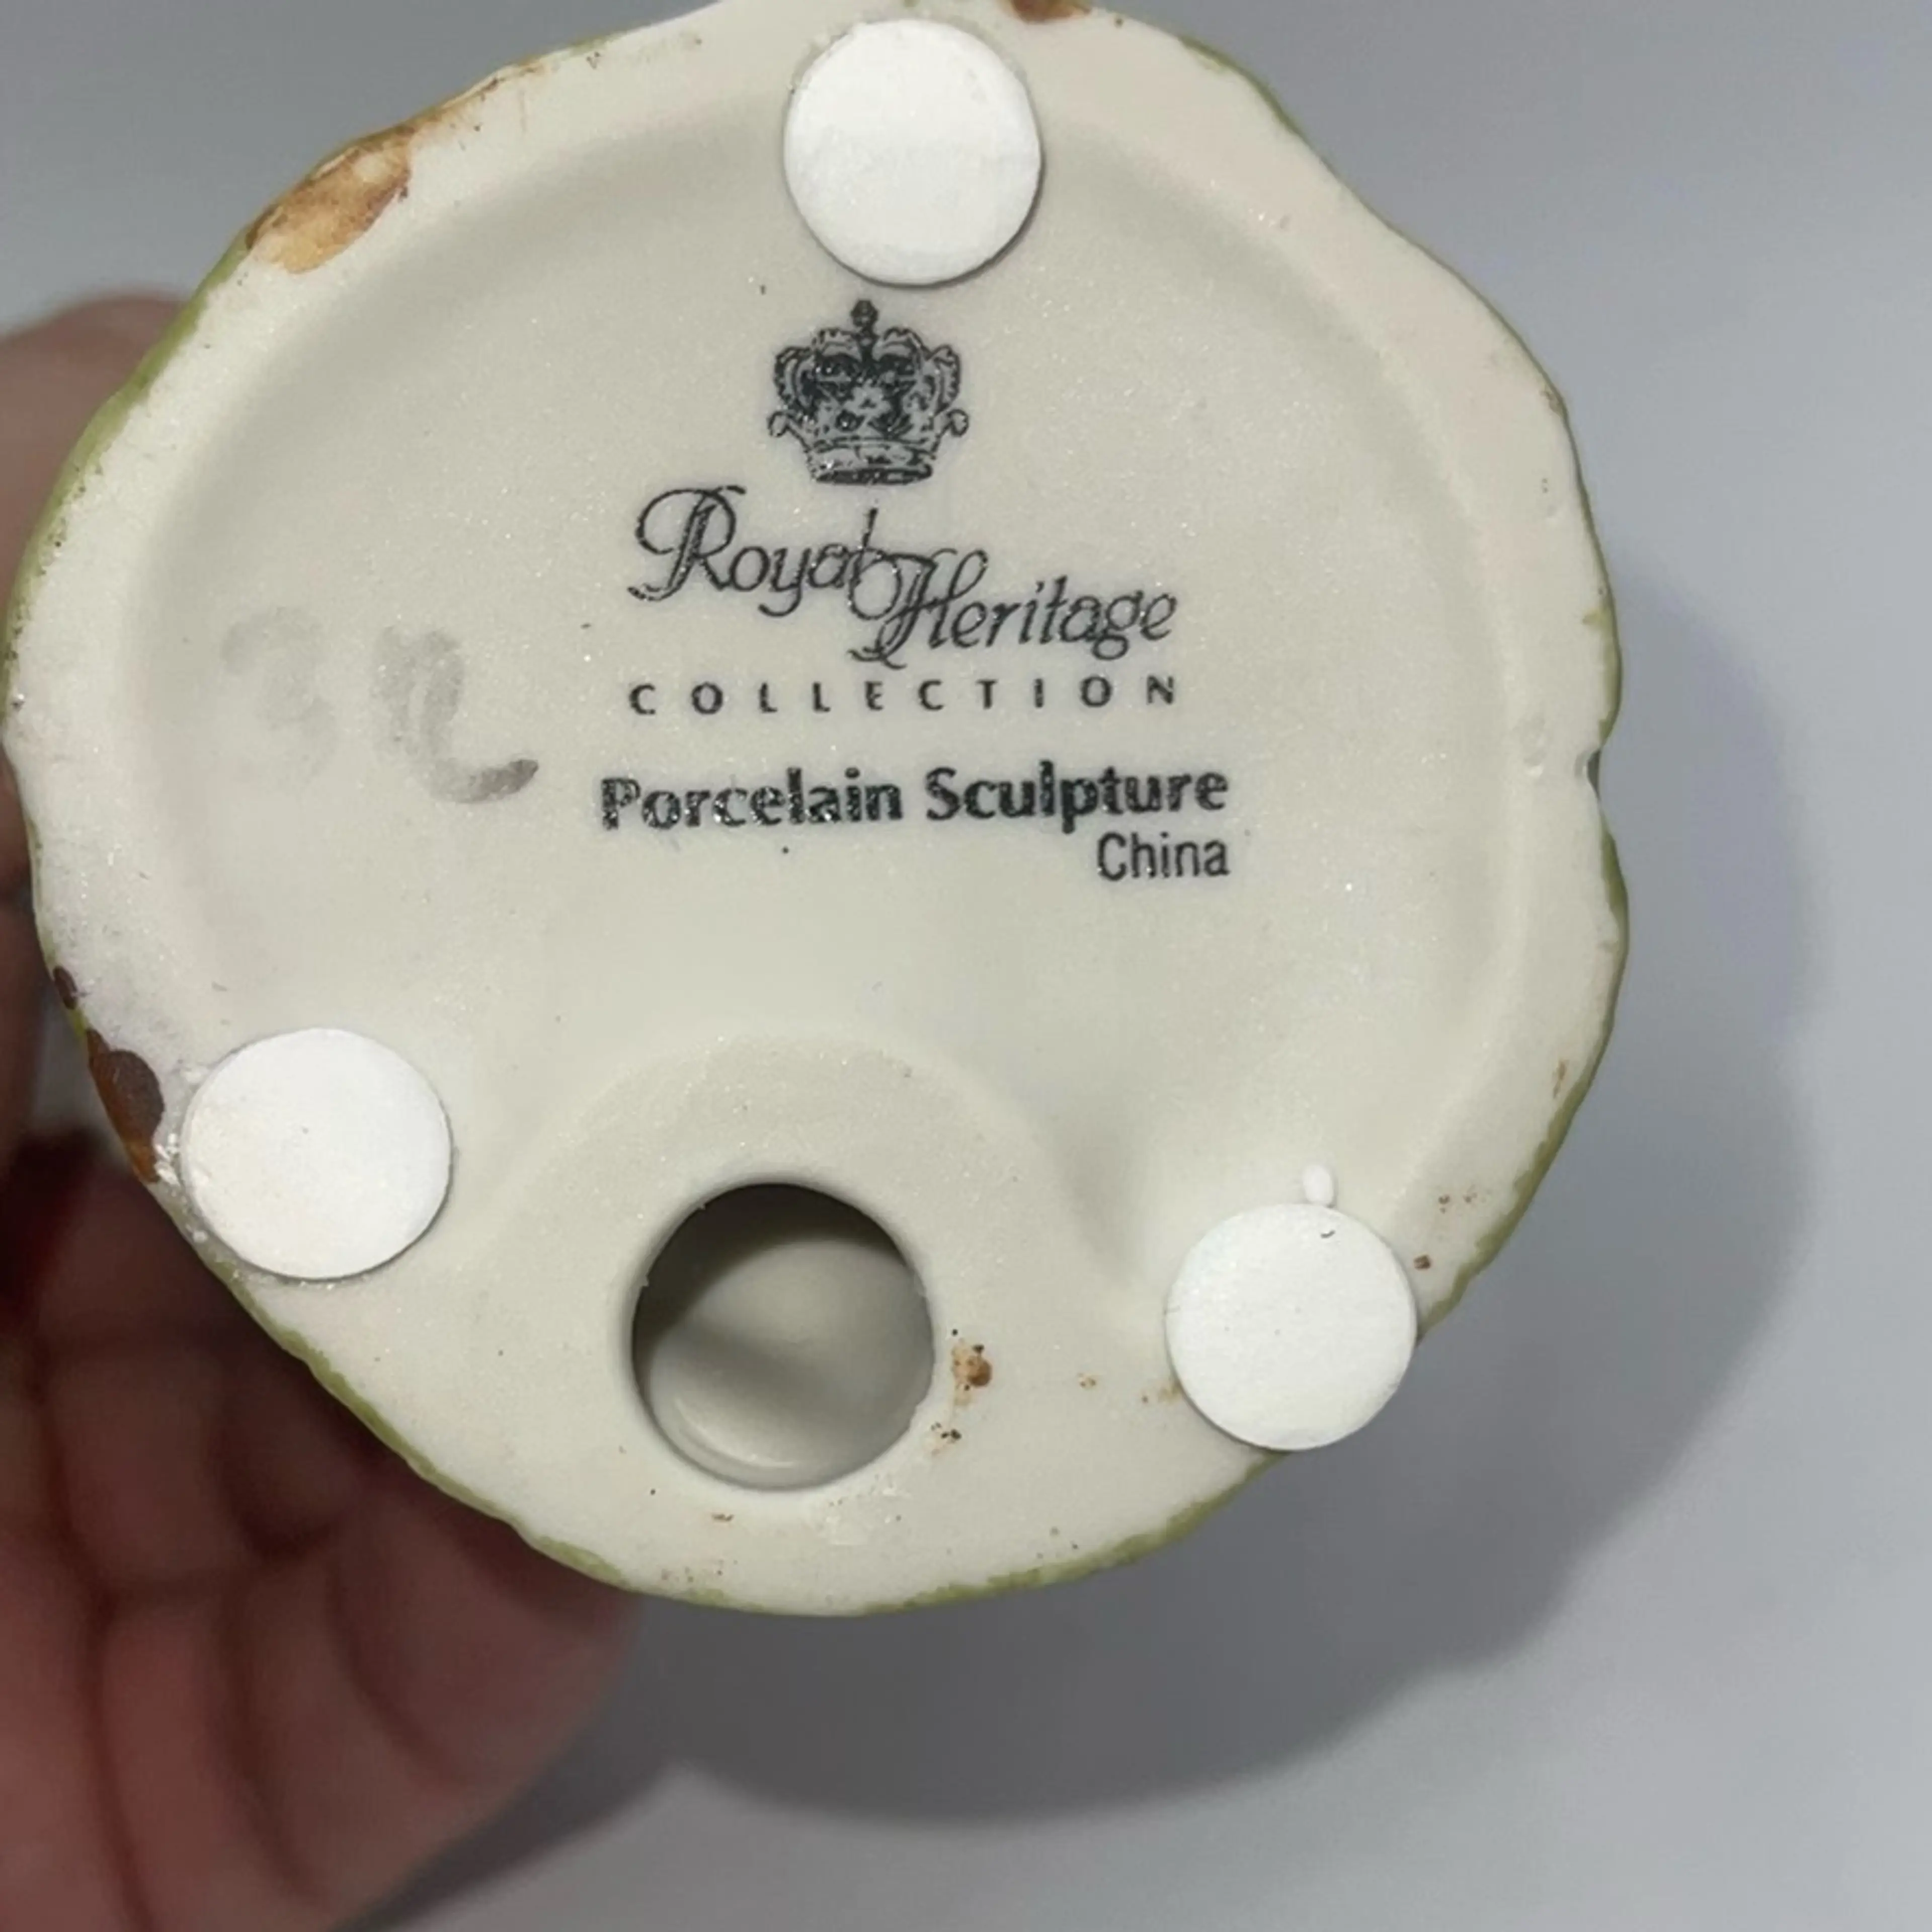 Royal Heritage
COLLECTION
Porcelain Sculpture
China